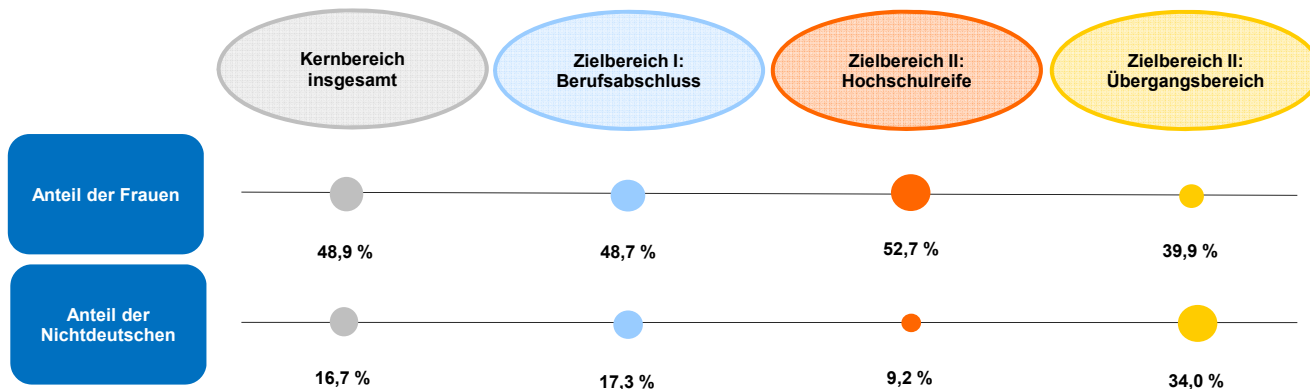 Kernbereich
insgesamt
Zielbereich I:
Berufsabschluss
Zielbereich II:
Hochschulreife
Zielbereich II:
Übergangsbereich
Anteil der Frauen
48,9 %
48,7 %
52,7 %
39,9 %
Anteil der
Nichtdeutschen
16,7 %
17,3 %
9,2 %
34,0 %